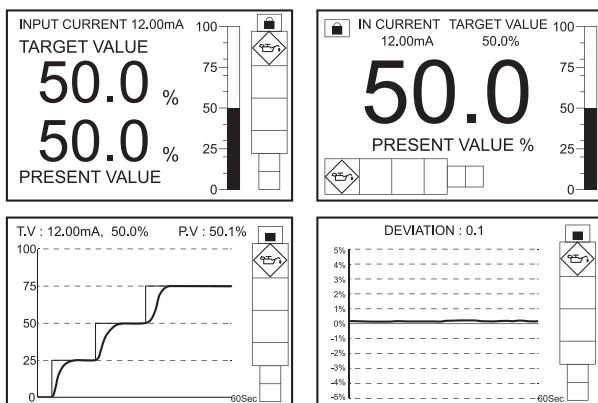 INPUT CURRENT 12.00mA
TARGET VALUE
50.0 %
50.0 %
PRESENT VALUE
100
75
50
25
0
IN CURRENT TARGET VALUE
12.00mA 50.0%
50.0
PRESENT VALUE %
100
75
50
25
0
T.V : 12.00mA, 50.0% P.V : 50.1%
100
75
50
25
0
60Sec
DEVIATION : 0.1
5%
4%
3%
2%
1%
0%
-1%
-2%
-3%
-4%
-5%
60Sec